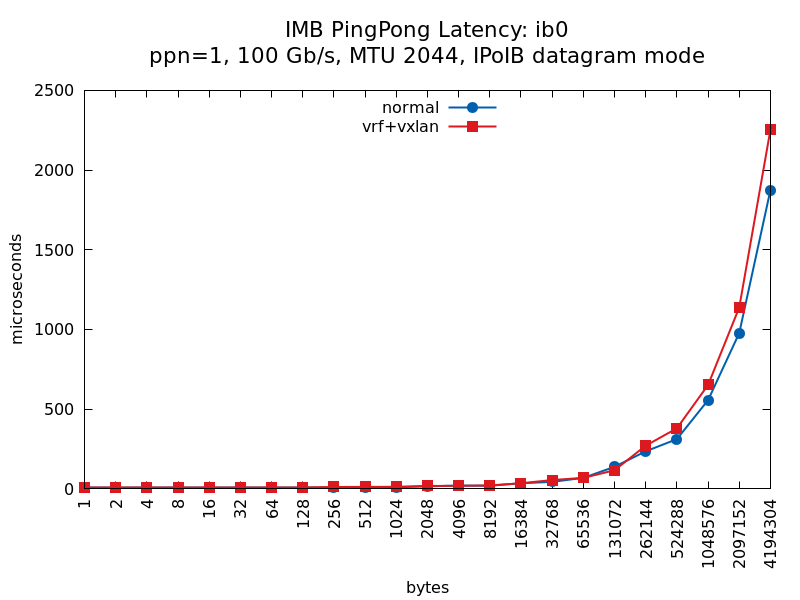 IMB PingPong Latency: ib0
ppn=1, 100 Gb/s, MTU 2044, IPoIB datagram mode
normal
vrf+vxlan
microseconds
2500
2000
1500
1000
500
0
1 2 4 8 16 32 64 128 256 512 1024 2048 4096 8192 16384 32768 65536 131072 262144 524288 1048576 2097152 4194304
bytes